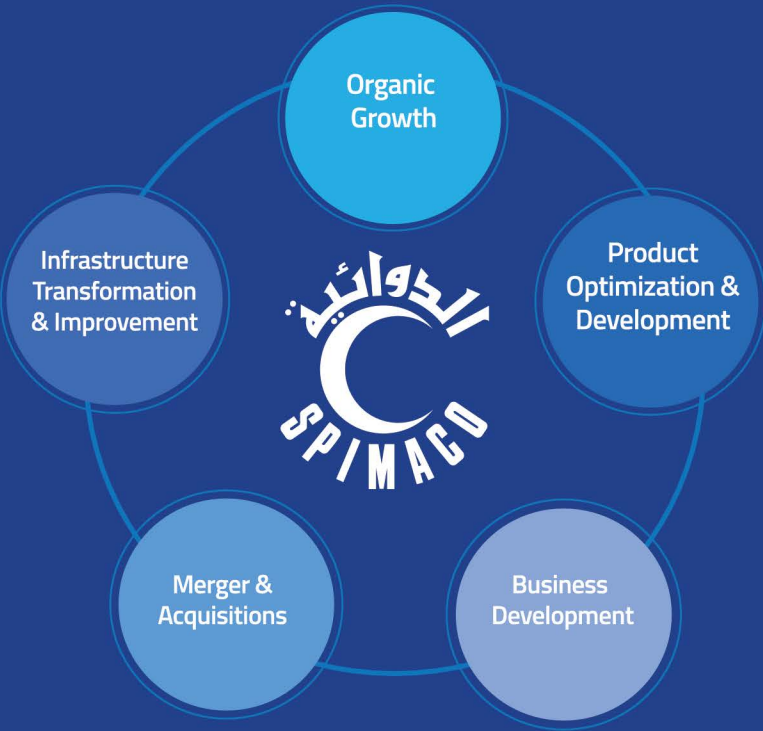 Organic
Growth
Infrastructure
Transformation
& Improvement
Product
Optimization &
Development
الدوائية
SPIMACO
Merger &
Acquisitions
Business
Development